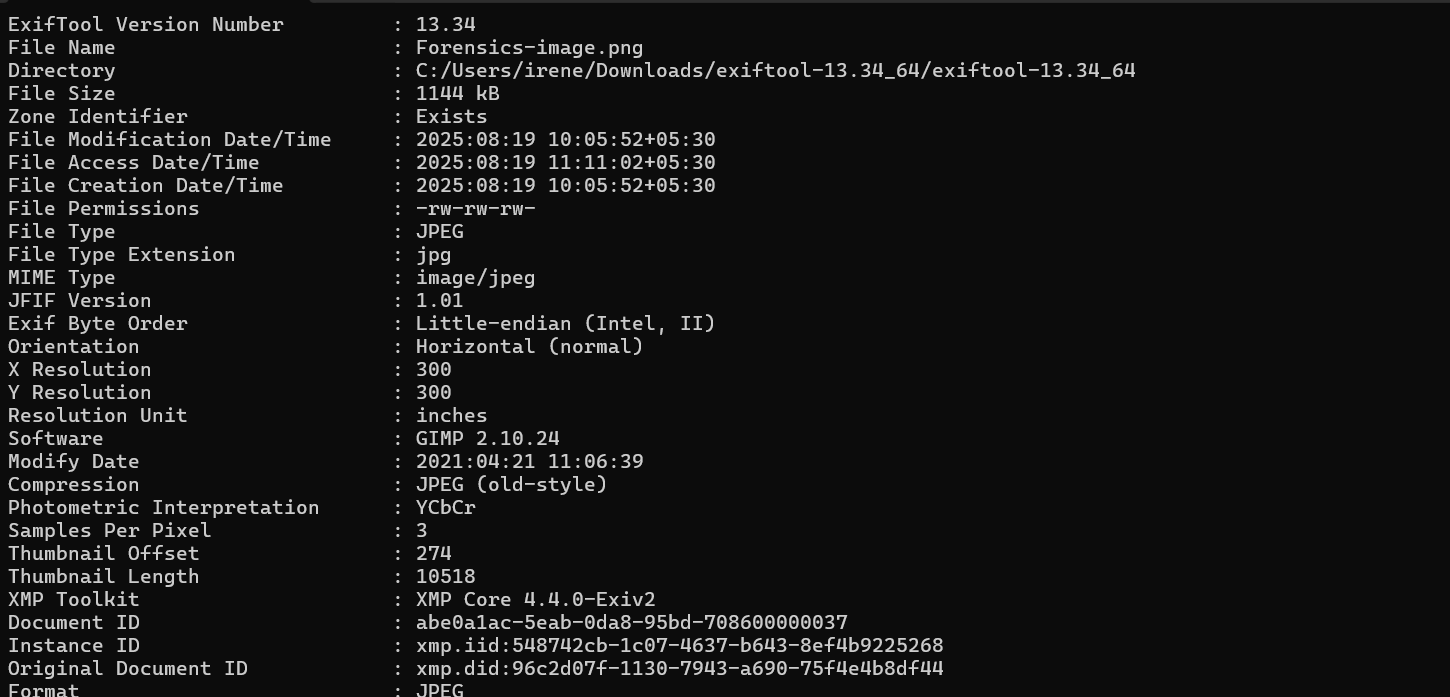 ExifTool Version Number         : 13.34
File Name                       : Forensics-image.png
Directory                       : C:/Users/irene/Downloads/exiftool-13.34_64/exiftool-13.34_64
File Size                       : 1144 kB
Zone Identifier                 : Exists
File Modification Date/Time     : 2025:08:19 10:05:52+05:30
File Access Date/Time           : 2025:08:19 11:11:02+05:30
File Creation Date/Time         : 2025:08:19 10:05:52+05:30
File Permissions                : -rw-rw-rw-
File Type                       : JPEG
File Type Extension             : jpg
MIME Type                       : image/jpeg
JFIF Version                    : 1.01
Exif Byte Order                 : Little-endian (Intel, II)
Orientation                     : Horizontal (normal)
X Resolution                    : 300
Y Resolution                    : 300
Resolution Unit                 : inches
Software                        : GIMP 2.10.24
Modify Date                     : 2021:04:21 11:06:39
Compression                     : JPEG (old-style)
Photometric Interpretation      : YCbCr
Samples Per Pixel               : 3
Thumbnail Offset                : 274
Thumbnail Length                : 10518
XMP Toolkit                     : XMP Core 4.4.0-Exiv2
Document ID                     : abe0a1ac-5eab-0da8-95bd-708600000037
Instance ID                     : xmp.iid:548742cb-1c07-4637-b643-8ef4b9225268
Original Document ID            : xmp.did:96c2d07f-1130-7943-a690-75f4e4b8df44
Format                          : JPEG